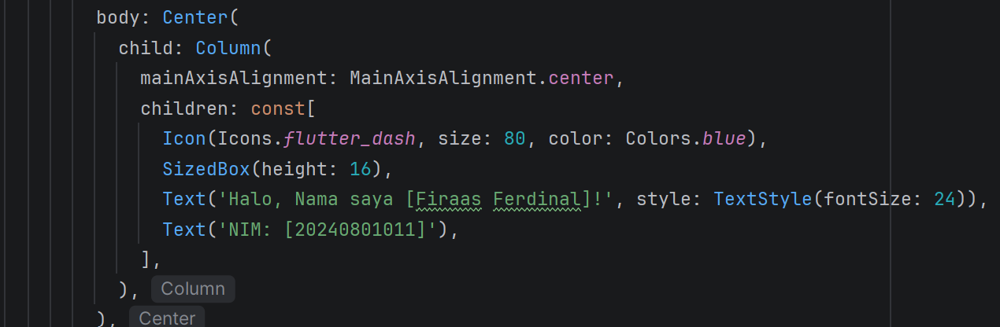 body: Center(
child: Column(
mainAxisAlignment: MainAxisAlignment.center,
children: const[
Icon(Icons.flutter_dash, size: 80, color: Colors.blue),
SizedBox(height: 16),
Text('Halo, Nama saya [Firaas Ferdinal]!', style: TextStyle(fontSize: 24)),
Text('NIM: [20240801011]'),
],
), Column
), Center